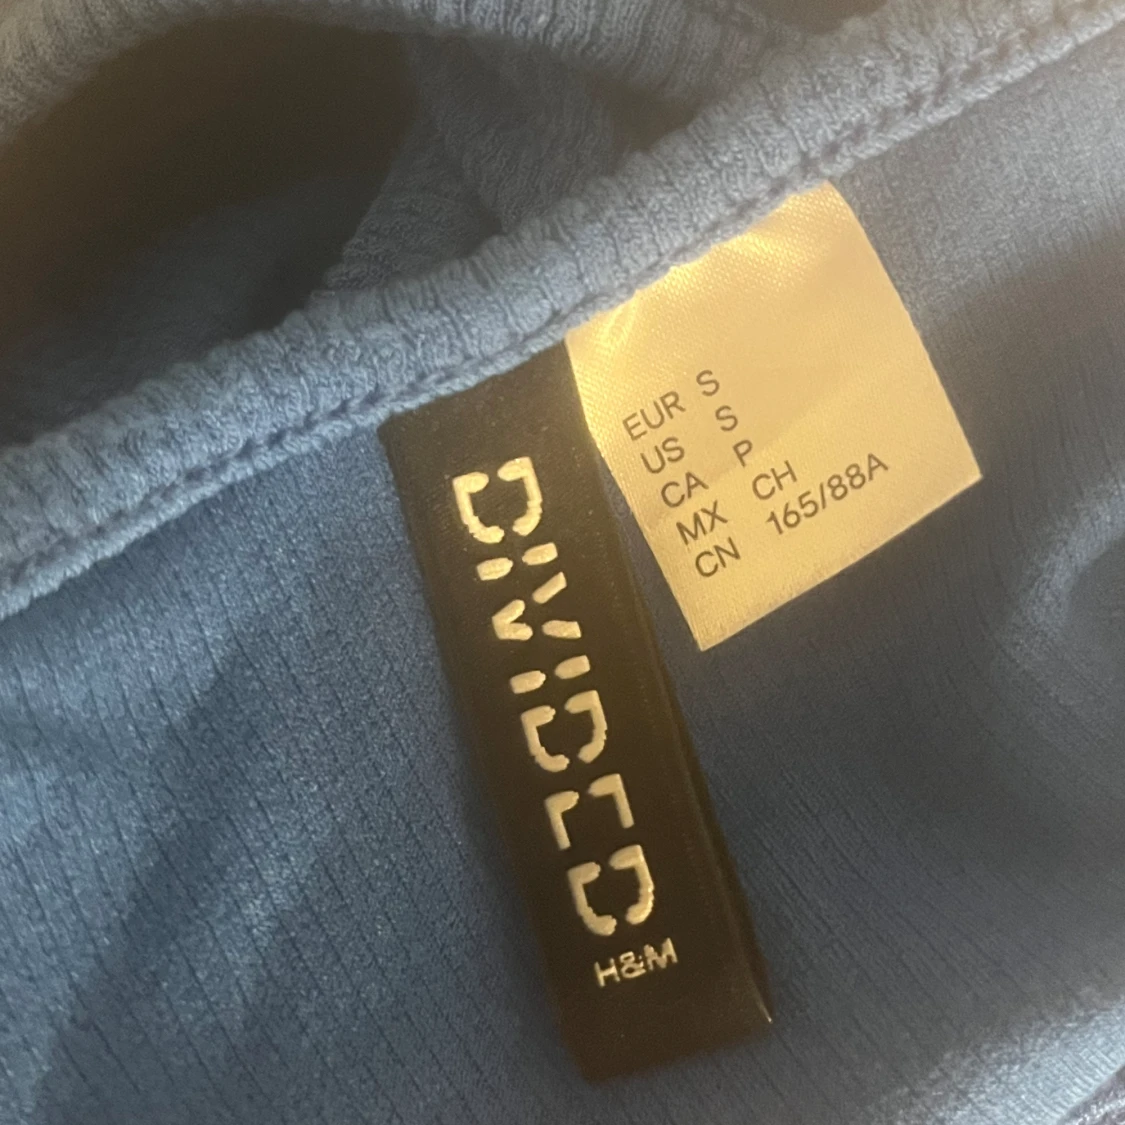 DIVIDED
H&M
EUR S
US S
CA P
MX CH
CN 165/88A